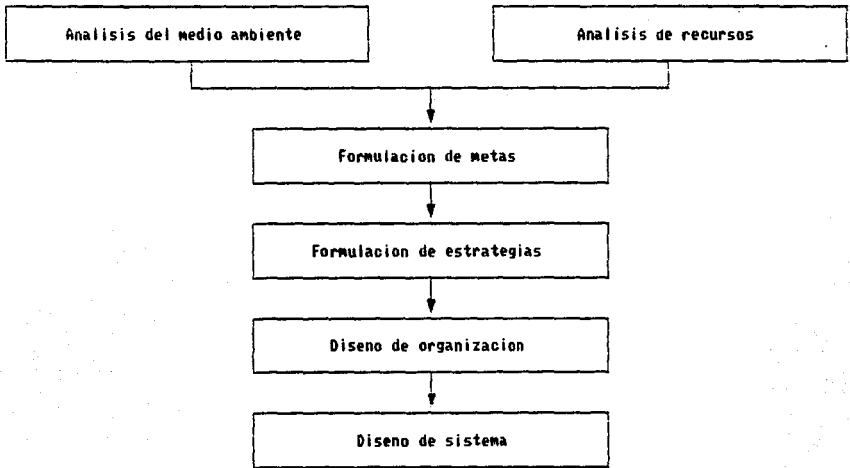 Analisis del medio ambiente
Analisis de recursos
Formulacion de metas
Formulacion de estrategias
Diseno de organizacion
Diseno de sistema